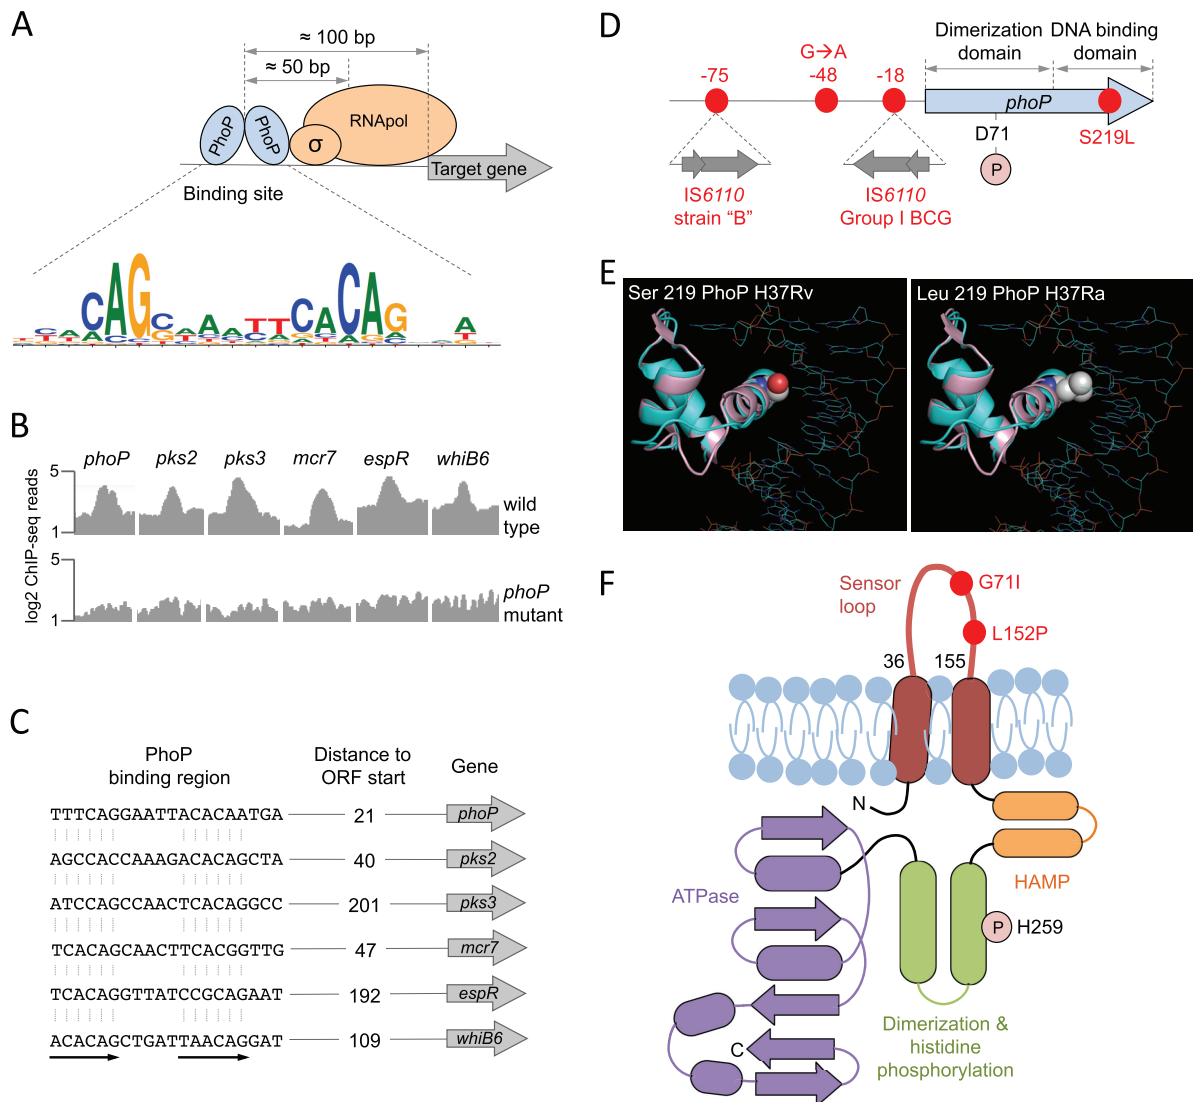 A
≈ 100 bp
≈ 50 bp
PhoP
PhoP
σ
RNApol
Target gene
Binding site
CAGCAAATTCACAG A
B
phoP pks2 pks3 mcr7 espR whiB6
log2 ChIP-seq reads
5
1
wild
type
5
1
phoP
mutant
C
PhoP
binding region
Distance to
ORF start
Gene
TTTCAGGAATTACACAATGA 21 phoP
AGCCACCAAAGACACAGCTA 40 pks2
ATCCAGCCAACTCACAGGCC 201 pks3
TCACAGCAACTTCACGGTTG 47 mcr7
TCACAGGTTATCCGCAGAAT 192 espR
ACACAGCTGATTAACAGGAT 109 whiB6
D
Dimerization
domain
DNA binding
domain
G→A
-75 -48 -18
phoP
D71
P
S219L
IS6110
strain “B”
IS6110
Group I BCG
E
Ser 219 PhoP H37Rv
Leu 219 PhoP H37Ra
F
Sensor
loop
G71I
L152P
36 155
N
HAMP
ATPase
P H259
C
Dimerization &
histidine
phosphorylation